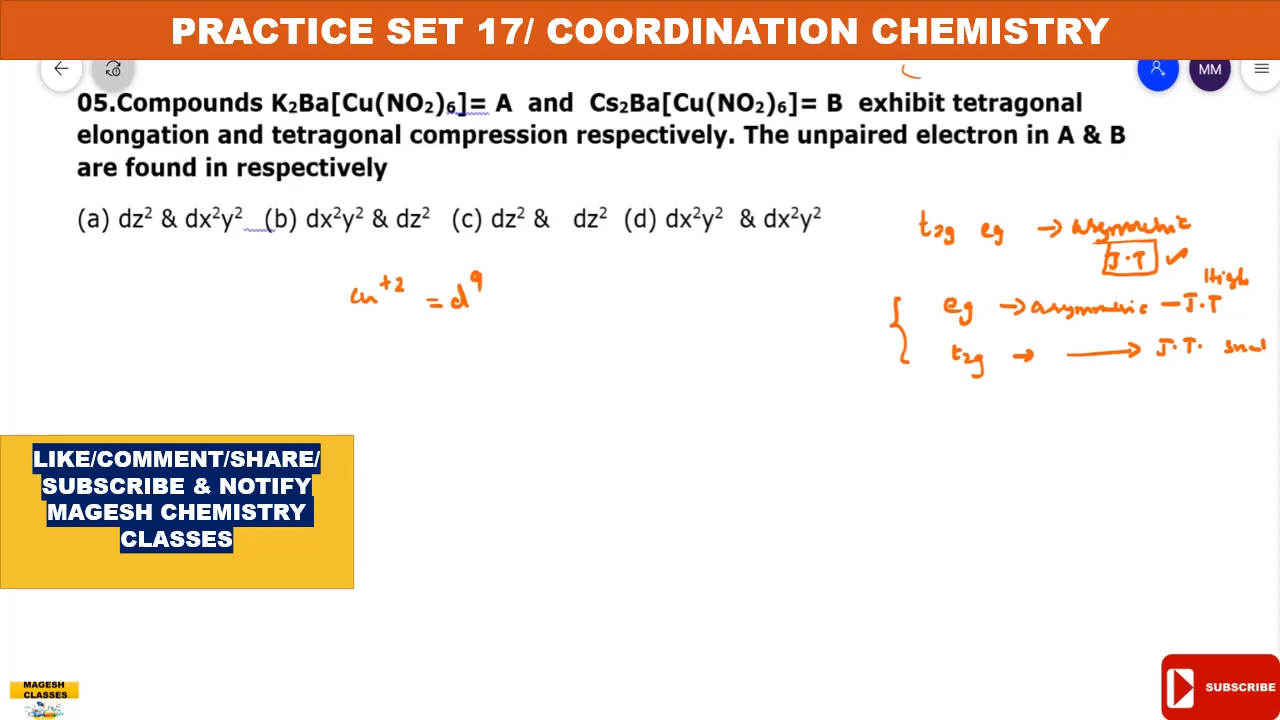 PRACTICE SET 17/ COORDINATION CHEMISTRY
MM
05.Compounds K₂Ba[Cu(NO₂)₆]= A and Cs₂Ba[Cu(NO₂)₆]= B exhibit tetragonal
elongation and tetragonal compression respectively. The unpaired electron in A & B
are found in respectively
(a) dz² & dx²y² (b) dx²y² & dz² (c) dz² & dz² (d) dx²y² & dx²y²
t₂g eg → asymmetric
J.T ✓
High
Cu⁺² = d⁹
eg → asymmetric – J.T
t₂g → → J.T. smal
LIKE/COMMENT/SHARE/
SUBSCRIBE & NOTIFY
MAGESH CHEMISTRY
CLASSES
MAGESH
CLASSES
SUBSCRIBE